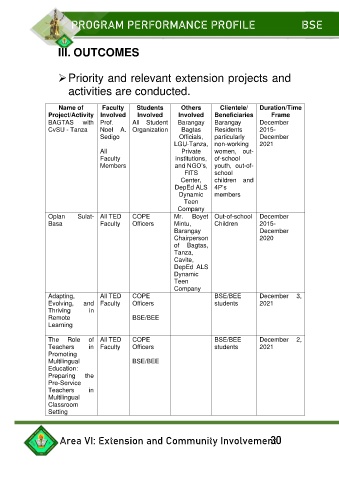 PROGRAM PERFORMANCE PROFILE BSE
III. OUTCOMES
➢Priority and relevant extension projects and
activities are conducted.
Name of Project/Activity
Faculty Involved
Students Involved
Others Involved
Clientele/ Beneficiaries
Duration/Time Frame
BAGTAS with
CvSU - Tanza
Prof.
Noel A.
Sedigo
All
Faculty
Members
All Student
Organization
Barangay
Bagtas
Officials,
LGU-Tanza,
Private
institutions,
and NGO's,
FITS
Center,
DepEd ALS
Dynamic
Teen
Company
Barangay
Residents
particularly
non-working
women, out-
of-school
youth, out-of-
school
children and
4P's
members
December
2015-
December
2021
Oplan Sulat-
Basa
All TED
Faculty
COPE
Officers
Mr. Boyet
Mintu,
Barangay
Chairperson
of Bagtas,
Tanza,
Cavite,
DepEd ALS
Dynamic
Teen
Company
Out-of-school
Children
December
2015-
December
2020
Adapting,
Evolving, and
Thriving in
Remote
Learning
All TED
Faculty
COPE
Officers
BSE/BEE
BSE/BEE
students
December 3,
2021
The Role of
Teachers in
Promoting
Multilingual
Education:
Preparing the
Pre-Service
Teachers in
Multilingual
Classroom
Setting
All TED
Faculty
COPE
Officers
BSE/BEE
BSE/BEE
students
December 2,
2021
Area VI: Extension and Community Involvement
30